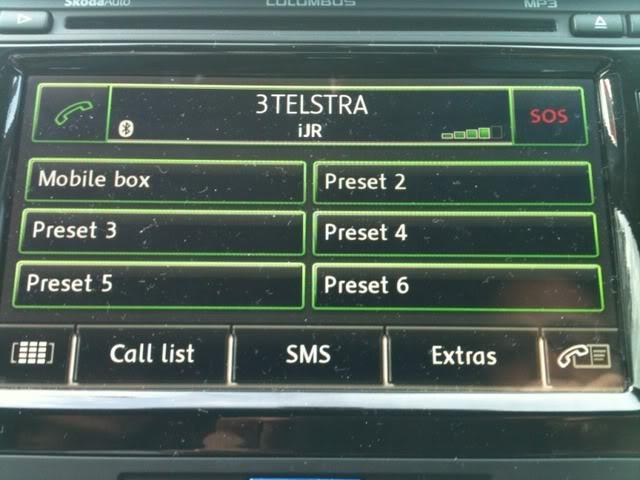 ŠkodaAuto
COLUMBUS
MP3
3TELSTRA
iJR
SOS
Mobile box
Preset 2
Preset 3
Preset 4
Preset 5
Preset 6
Call list
SMS
Extras